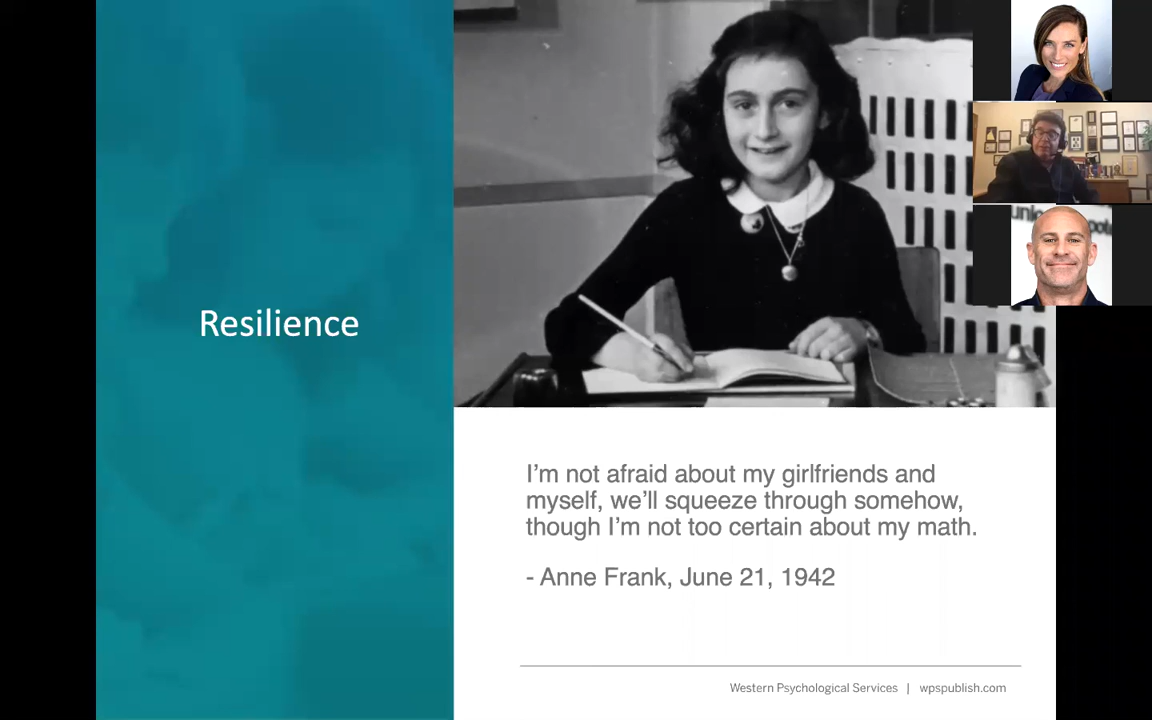 Resilience
I'm not afraid about my girlfriends and
myself, we'll squeeze through somehow,
though I'm not too certain about my math.
- Anne Frank, June 21, 1942
Western Psychological Services | wpspublish.com